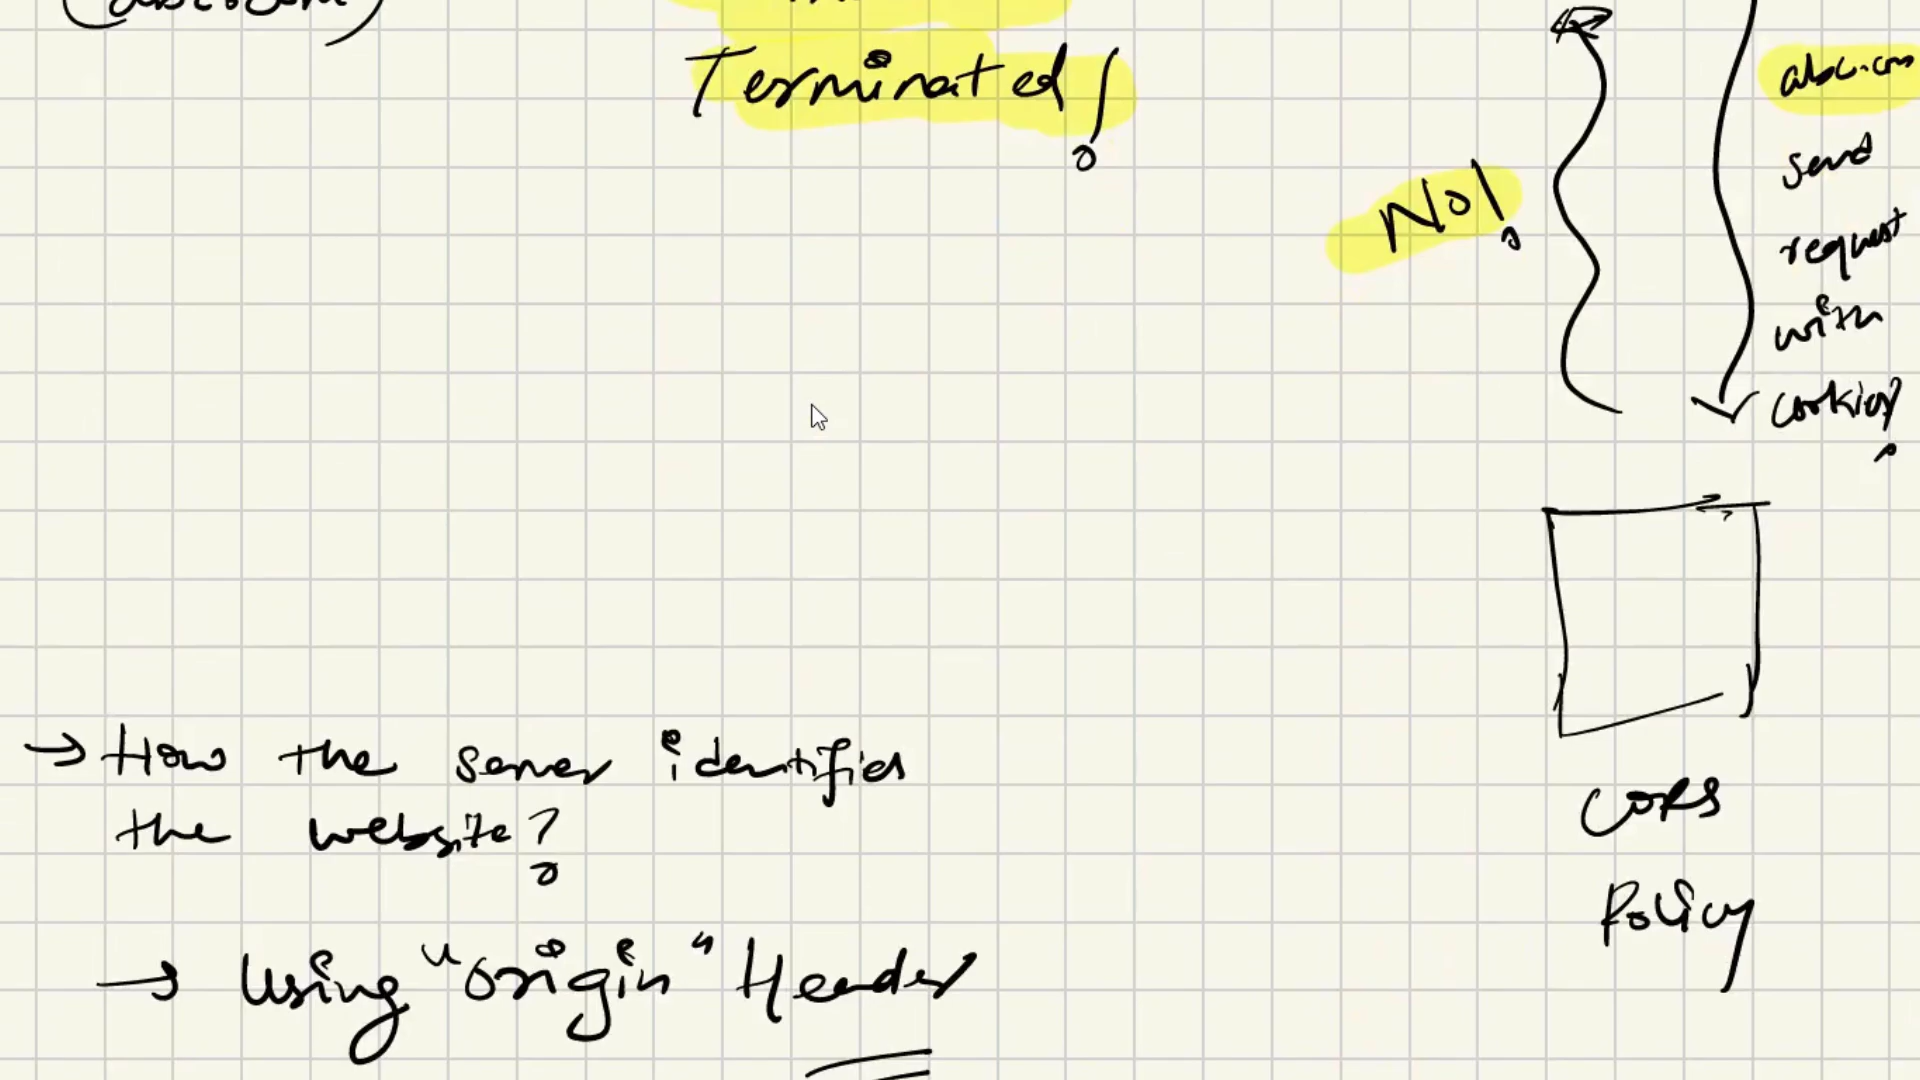 Terminated!
No!
abc.com
send
request
with
cookies?
→ How the server identifies
the website?
→ Using "origin" Header
CORS
Policy